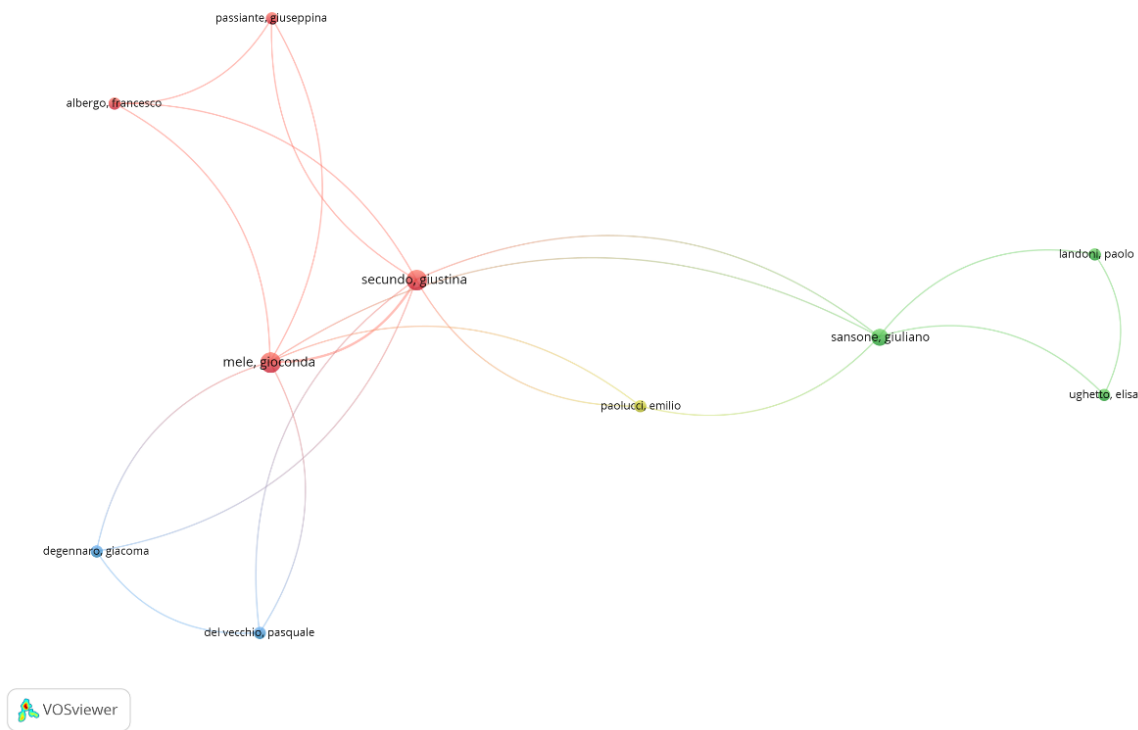 passiante, giuseppina
albergo, francesco
landoni, paolo
secundo, giustina
sansone, giuliano
mele, gioconda
ughetto, elisa
paolucci, emilio
degennaro, giacoma
del vecchio, pasquale
VOSviewer